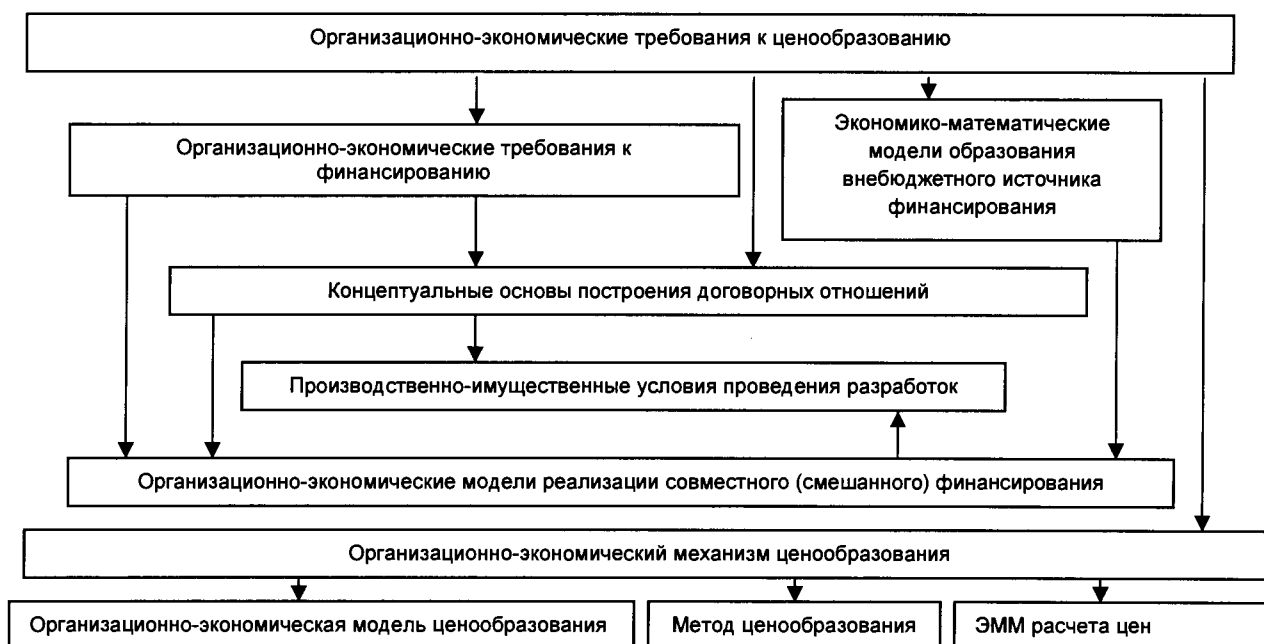 Организационно-экономические требования к ценообразованию
Организационно-экономические требования к
финансированию
Экономико-математические
модели образования
внебюджетного источника
финансирования
Концептуальные основы построения договорных отношений
Производственно-имущественные условия проведения разработок
Организационно-экономические модели реализации совместного (смешанного) финансирования
Организационно-экономический механизм ценообразования
Организационно-экономическая модель ценообразования
Метод ценообразования
ЭММ расчета цен